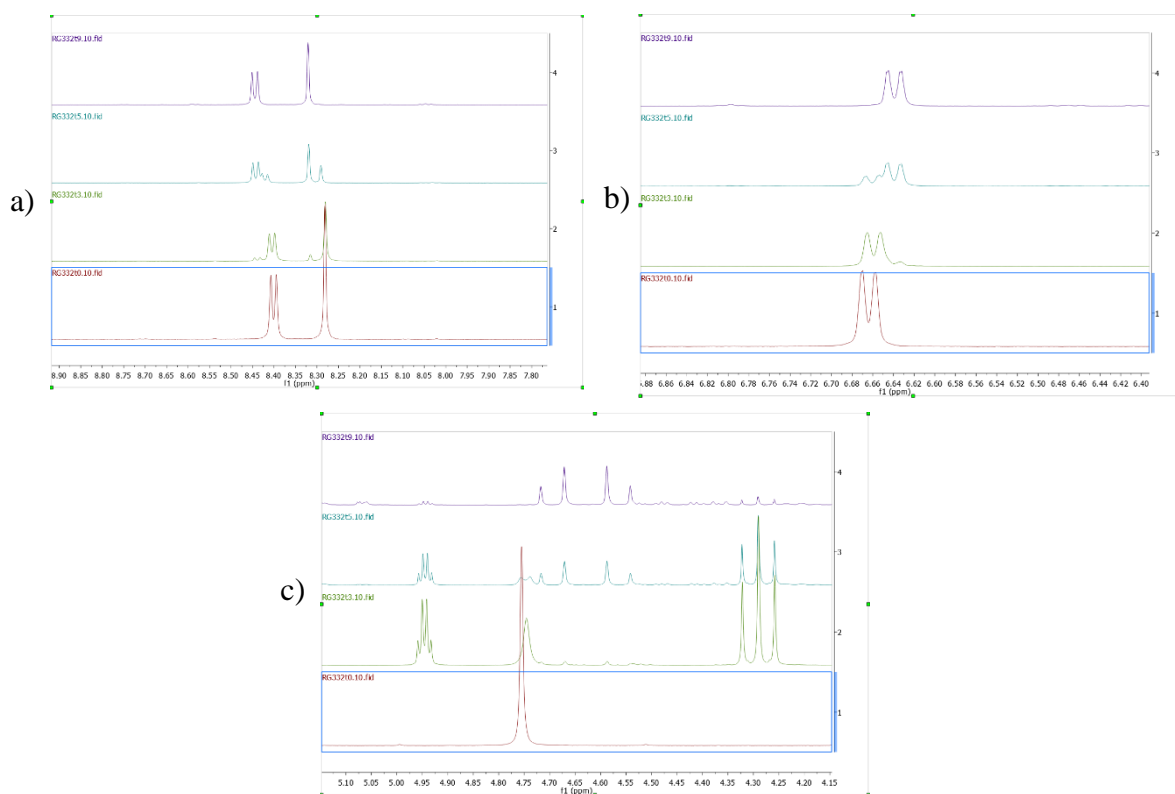 a)
RG332t9.10.fid
4
RG332t5.10.fid
3
RG332t3.10.fid
2
RG332t0.10.fid
1
8.90 8.85 8.80 8.75 8.70 8.65 8.60 8.55 8.50 8.45 8.40 8.35 8.30 8.25 8.20 8.15 8.10 8.05 8.00 7.95 7.90 7.85 7.80
f1 (ppm)
b)
RG332t9.10.fid
4
RG332t5.10.fid
3
RG332t3.10.fid
2
RG332t0.10.fid
1
6.88 6.86 6.84 6.82 6.80 6.78 6.76 6.74 6.72 6.70 6.68 6.66 6.64 6.62 6.60 6.58 6.56 6.54 6.52 6.50 6.48 6.46 6.44 6.42 6.40
f1 (ppm)
c)
RG332t9.10.fid
4
RG332t5.10.fid
3
RG332t3.10.fid
2
RG332t0.10.fid
1
5.10 5.05 5.00 4.95 4.90 4.85 4.80 4.75 4.70 4.65 4.60 4.55 4.50 4.45 4.40 4.35 4.30 4.25 4.20 4.15
f1 (ppm)